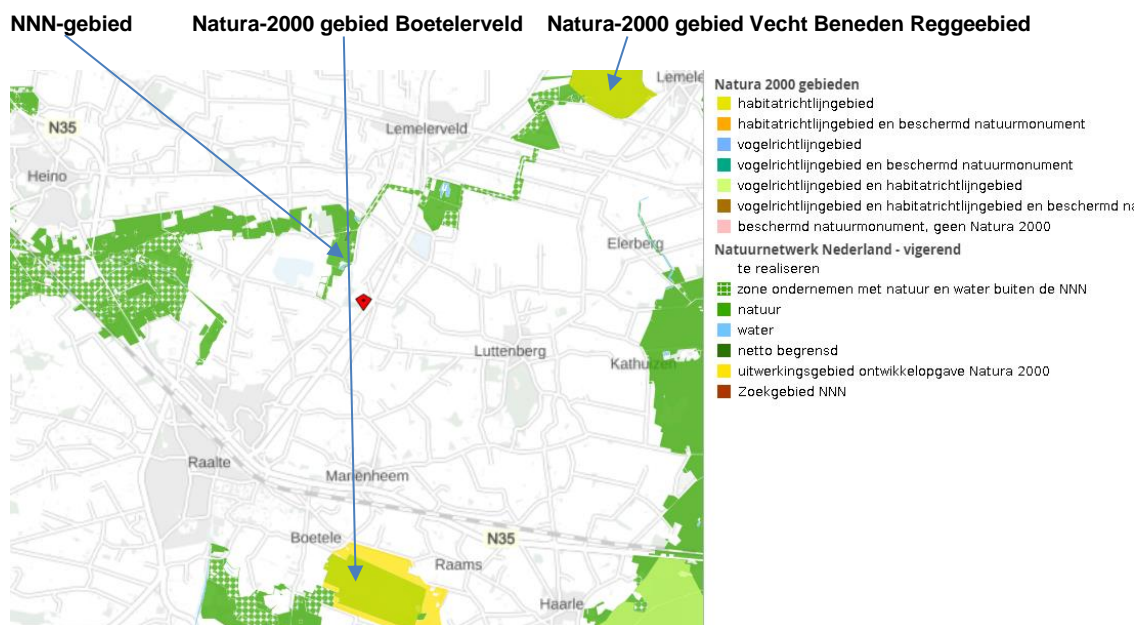 NNN-gebied Natura-2000 gebied Boetelerveld Natura-2000 gebied Vecht Beneden Reggeebied
Lemele
N35
Lemelerveld
Heino
Elerberg
Luttenberg
Kathuizen
Raalte
Mariënheem
Boetele
N35
Raams
Haarle
Natura 2000 gebieden
habitatrichtlijngebied
habitatrichtlijngebied en beschermd natuurmonument
vogelrichtlijngebied
vogelrichtlijngebied en beschermd natuurmonument
vogelrichtlijngebied en habitatrichtlijngebied
vogelrichtlijngebied en habitatrichtlijngebied en beschermd na
beschermd natuurmonument, geen Natura 2000
Natuurnetwerk Nederland - vigerend
te realiseren
zone ondernemen met natuur en water buiten de NNN
natuur
water
netto begrensd
uitwerkingsgebied ontwikkelopgave Natura 2000
Zoekgebied NNN